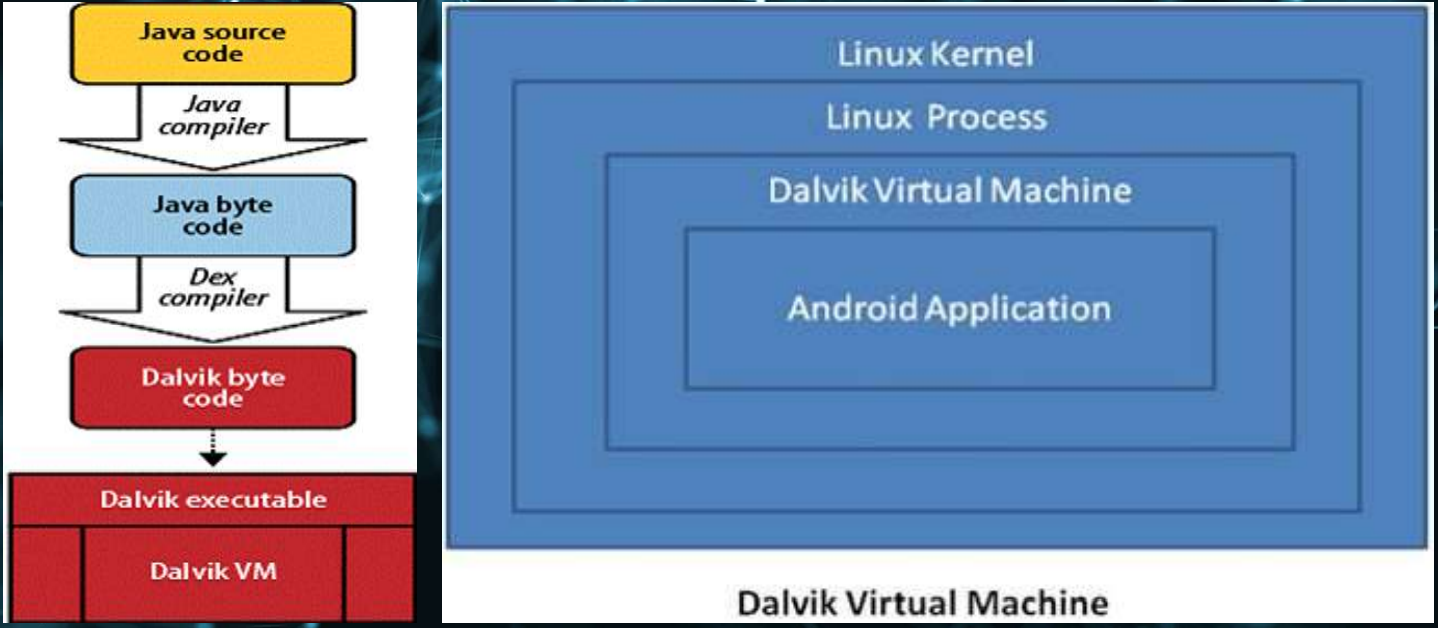 Java source
code
Java
compiler
Java byte
code
Dex
compiler
Dalvik byte
code
Dalvik executable
Dalvik VM
Linux Kernel
Linux Process
Dalvik Virtual Machine
Android Application
Dalvik Virtual Machine